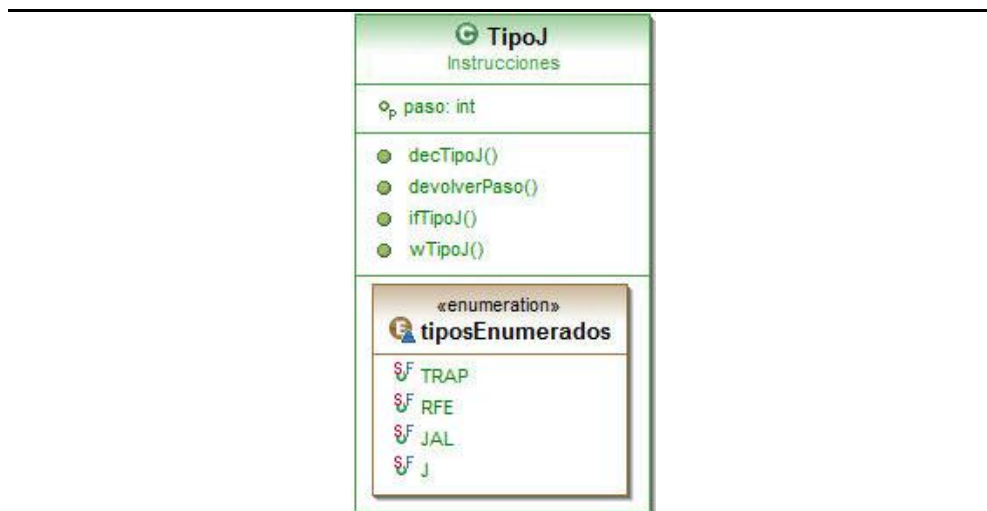 TipoJ
Instrucciones
paso: int
decTipoJ()
devolverPaso()
ifTipoJ()
wTipoJ()
«enumeration»
tiposEnumerados
TRAP
RFE
JAL
J